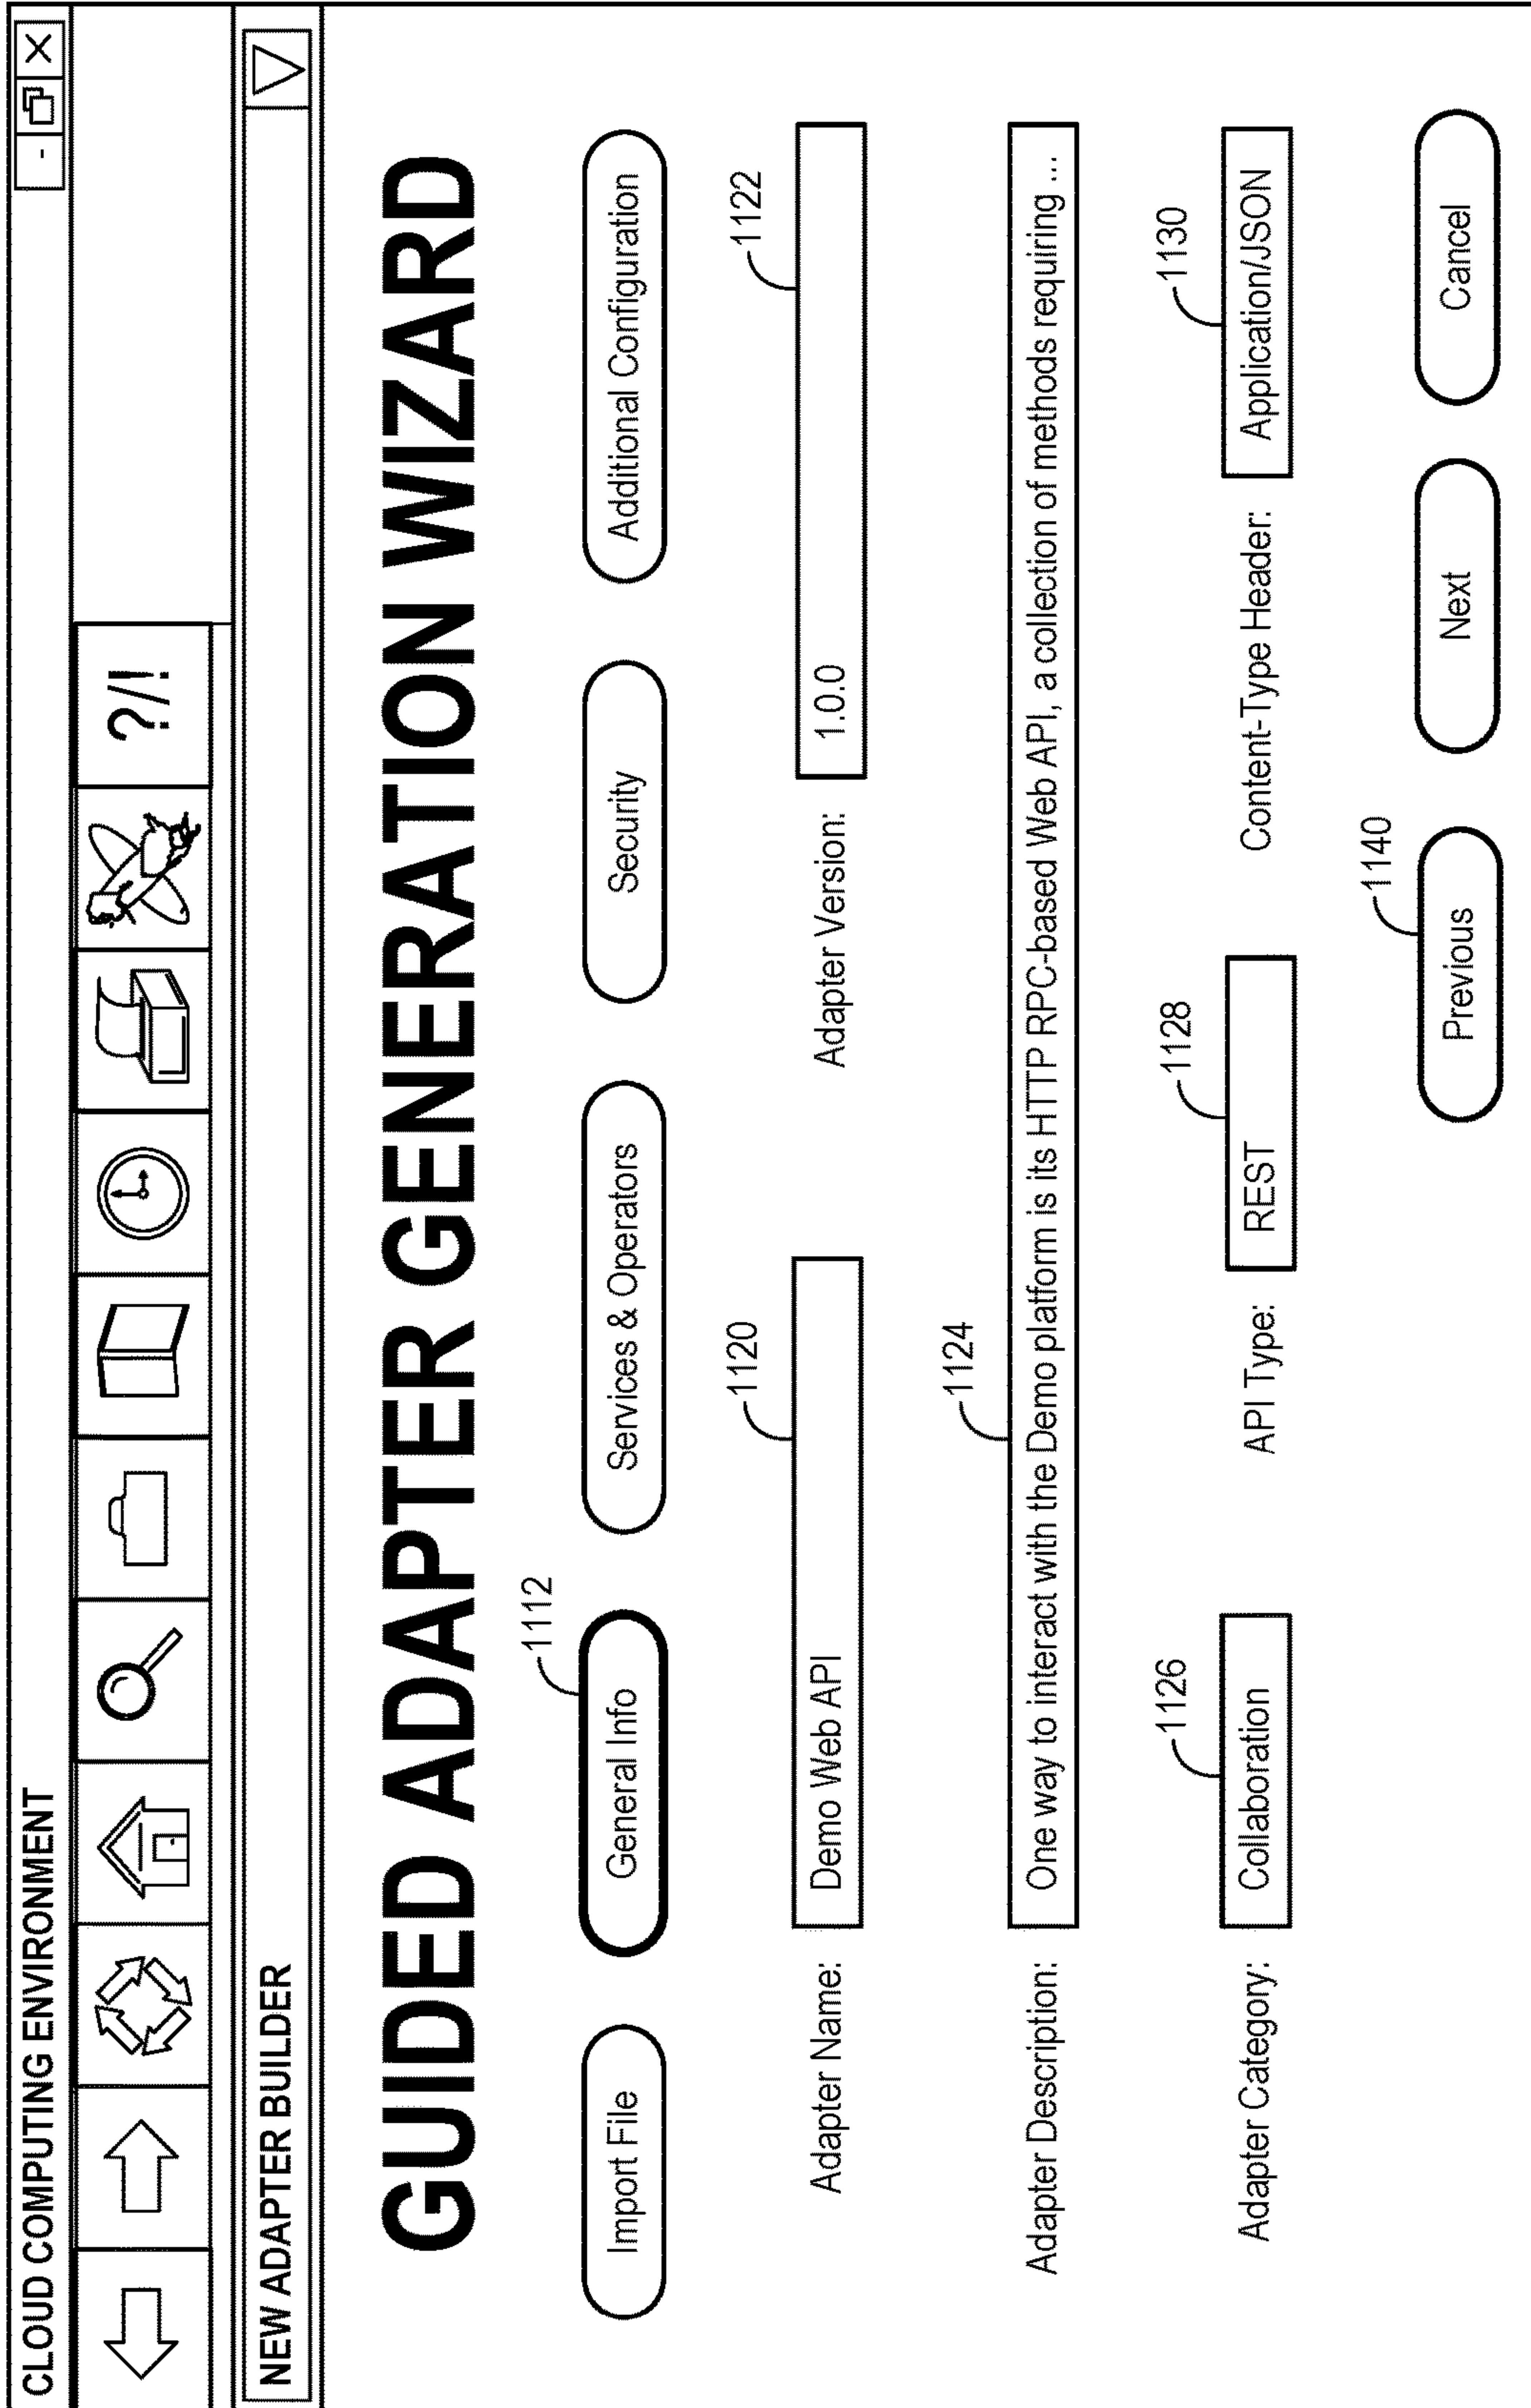 CLOUD COMPUTING ENVIRONMENT
- X
?/!
NEW ADAPTER BUILDER
GUIDED ADAPTER GENERATION WIZARD
1112
Import File General Info Services & Operators Security Additional Configuration
1120 1122
Adapter Name: Demo Web API Adapter Version: 1.0.0
1124
Adapter Description: One way to interact with the Demo platform is its HTTP RPC-based Web API, a collection of methods requiring ...
1126 1128 1130
Adapter Category: Collaboration API Type: REST Content-Type Header: Application/JSON
1140
Previous Next Cancel